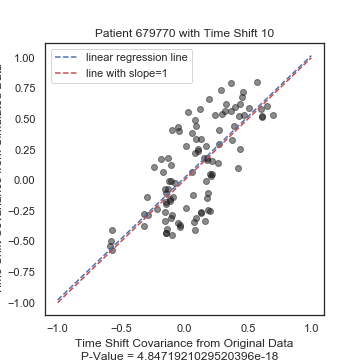 Patient 679770 with Time Shift 10
linear regression line
line with slope=1
1.00
0.75
0.50
0.25
0.00
−0.25
−0.50
−0.75
−1.00
−1.0
−0.5
0.0
0.5
1.0
Time Shift Covariance from Original Data
P-Value = 4.8471921029520396e-18